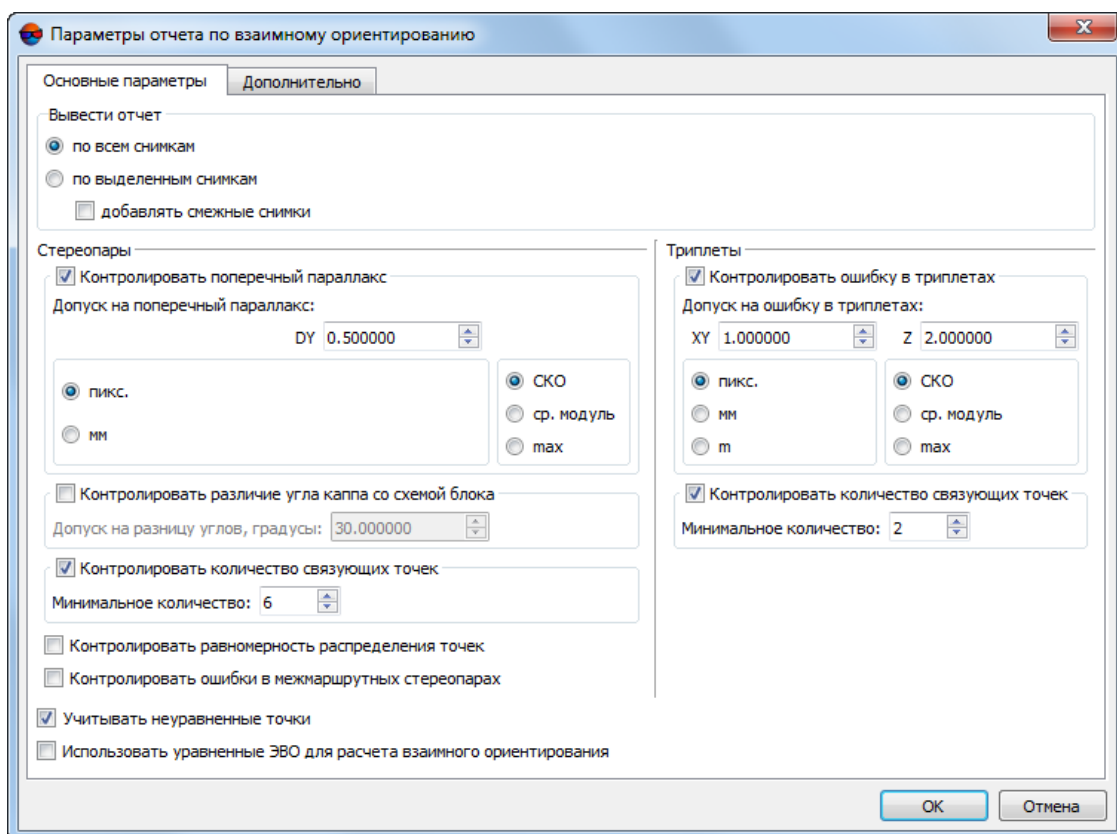 Параметры отчета по взаимному ориентированию
Основные параметры
Дополнительно
Вывести отчет
по всем снимкам
по выделенным снимкам
добавлять смежные снимки
Стереопары
Контролировать поперечный параллакс
Допуск на поперечный параллакс:
DY 0.500000
пикс.
мм
СКО
ср. модуль
max
Контролировать различие угла каппа со схемой блока
Допуск на разницу углов, градусы: 30.000000
Контролировать количество связующих точек
Минимальное количество: 6
Контролировать равномерность распределения точек
Контролировать ошибки в межмаршрутных стереопарах
Триплеты
Контролировать ошибку в триплетах
Допуск на ошибку в триплетах:
XY 1.000000 Z 2.000000
пикс.
мм
m
СКО
ср. модуль
max
Контролировать количество связующих точек
Минимальное количество: 2
Учитывать неуравненные точки
Использовать уравненные ЭВО для расчета взаимного ориентирования
OK
Отмена